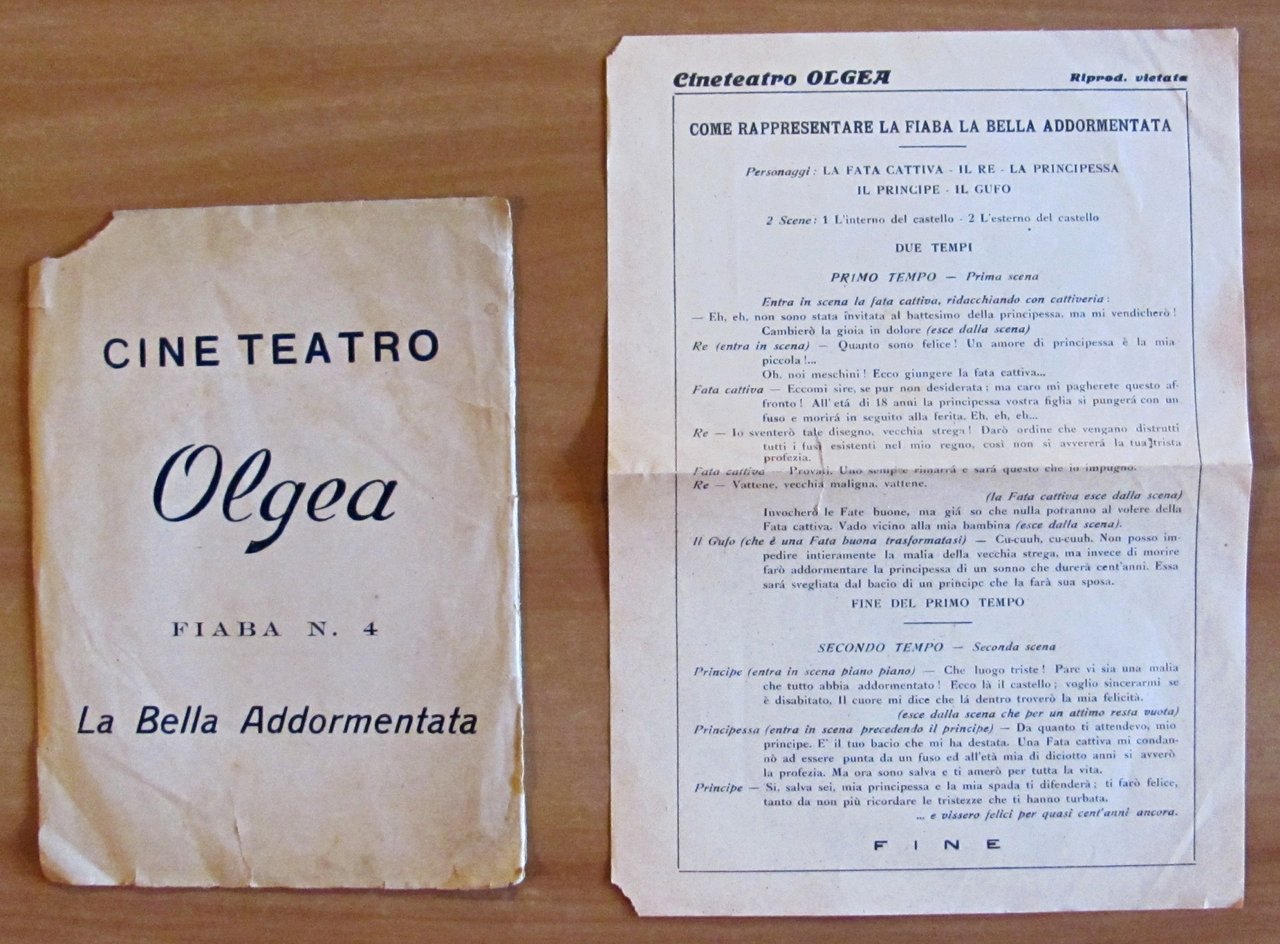 CINE TEATRO
Olgea
FIABA N. 4
La Bella Addormentata
Cineteatro OLGEA Riprod. vietata
COME RAPPRESENTARE LA FIABA LA BELLA ADDORMENTATA
Personaggi: LA FATA CATTIVA - IL RE - LA PRINCIPESSA
IL PRINCIPE - IL GUFO
2 Scene: 1 L'interno del castello - 2 L'esterno del castello
DUE TEMPI
PRIMO TEMPO — Prima scena
Entra in scena la fata cattiva, ridacchiando con cattiveria:
— Eh, eh, non sono stata invitata al battesimo della principessa, ma mi vendicherò!
Cambierò la gioia in dolore (esce dalla scena)
Re (entra in scena) — Quanto sono felice! Un amore di principessa è la mia
piccola!...
Oh, noi meschini! Ecco giungere la fata cattiva...
Fata cattiva — Eccomi sire, se pur non desiderata; ma caro mi pagherete questo af-
fronto! All'etá di 18 anni la principessa vostra figlia si pungerá con un
fuso e morirá in seguito alla ferita. Eh, eh, eh...
Re — Io sventerò tale disegno, vecchia strega! Darò ordine che vengano distrutti
tutti i fusi esistenti nel mio regno, così non si avvererá la tua trista
profezia.
Fata cattiva — Provati. Uno sempre rimarrá e sará questo che io impugno.
Re — Vattene, vecchia maligna, vattene.
(la Fata cattiva esce dalla scena)
Invocherò le Fate buone, ma giá so che nulla potranno al volere della
Fata cattiva. Vado vicino alla mia bambina (esce dalla scena).
Il Gufo (che è una Fata buona trasformatasi) — Cu-cuuh, cu-cuuh. Non posso im-
pedire intieramente la malia della vecchia strega, ma invece di morire
farò addormentare la principessa di un sonno che durerá cent'anni. Essa
sará svegliata dal bacio di un principe che la farà sua sposa.
FINE DEL PRIMO TEMPO
SECONDO TEMPO — Seconda scena
Principe (entra in scena piano piano) — Che luogo triste! Pare vi sia una malia
che tutto abbia addormentato! Ecco là il castello; voglio sincerarmi se
è disabitato. Il cuore mi dice che lá dentro troverò la mia felicità.
(esce dalla scena che per un attimo resta vuota)
Principessa (entra in scena precedendo il principe) — Da quanto ti attendevo, mio
principe. E' il tuo bacio che mi ha destata. Una Fata cattiva mi condan-
nò ad essere punta da un fuso ed all'età mia di diciotto anni si avverò
la profezia. Ma ora sono salva e ti amerò per tutta la vita.
Principe — Si, salva sei, mia principessa e la mia spada ti difenderà; ti farò felice,
tanto da non più ricordare le tristezze che ti hanno turbata.
... e vissero felici per quasi cent'anni ancora.
FINE